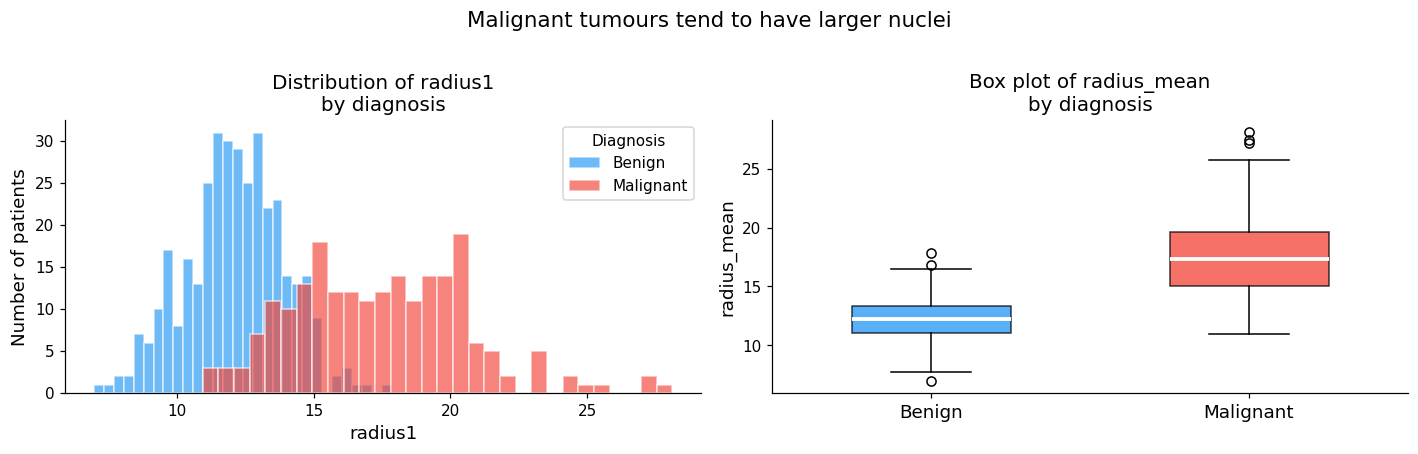 Malignant tumours tend to have larger nuclei
Distribution of radius1
by diagnosis
Number of patients
30
25
20
15
10
5
0
Diagnosis
Benign
Malignant
10
15
20
25
radius1
Box plot of radius_mean
by diagnosis
radius_mean
25
20
15
10
Benign
Malignant